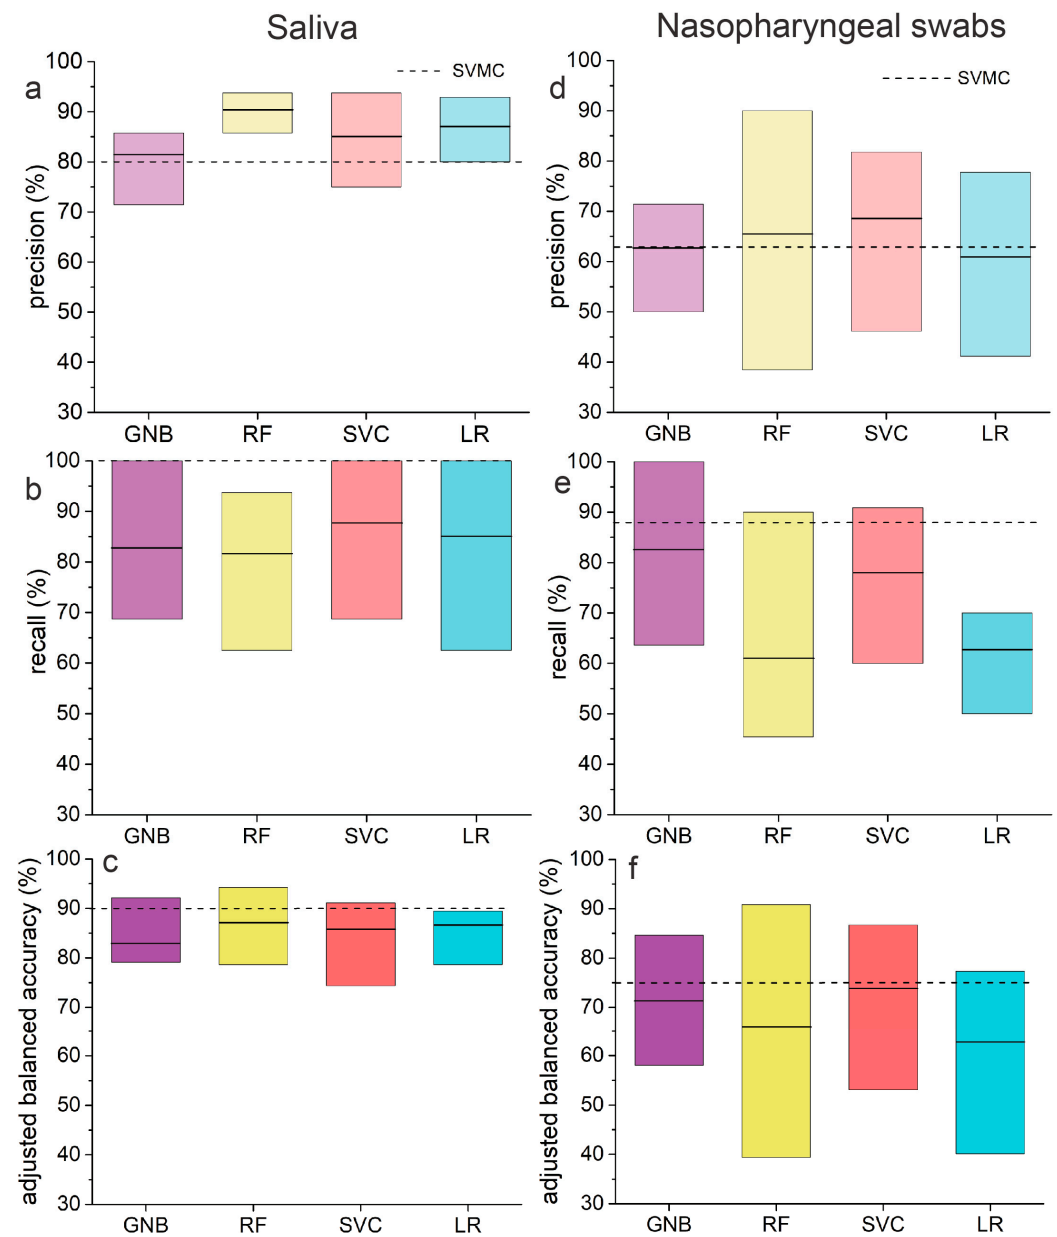 Saliva
Nasopharyngeal swabs
a
SVMC
precision (%)
100
90
80
70
60
50
40
30
GNB RF SVC LR
d
SVMC
precision (%)
100
90
80
70
60
50
40
30
GNB RF SVC LR
b
recall (%)
100
90
80
70
60
50
40
30
GNB RF SVC LR
e
recall (%)
100
90
80
70
60
50
40
30
GNB RF SVC LR
c
adjusted balanced accuracy (%)
100
90
80
70
60
50
40
30
GNB RF SVC LR
f
adjusted balanced accuracy (%)
100
90
80
70
60
50
40
30
GNB RF SVC LR